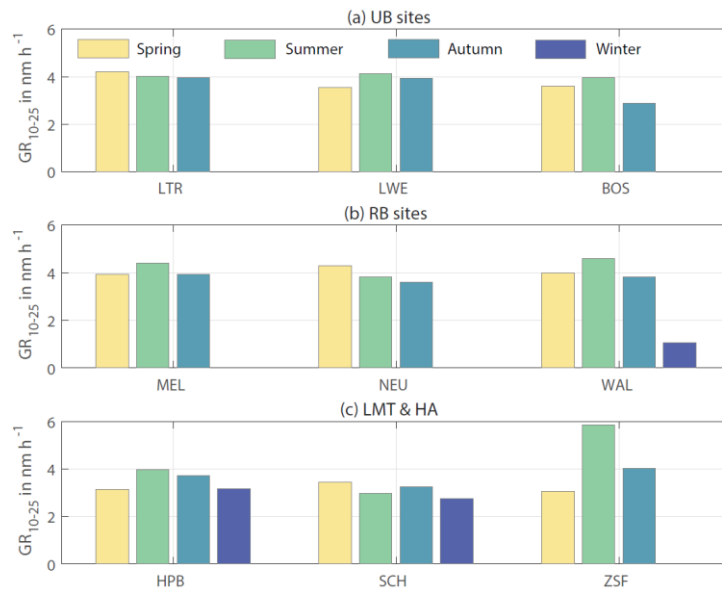 (a) UB sites
6
Spring Summer Autumn Winter
4
2
0
GR10-25 in nm h-1
LTR LWE BOS
(b) RB sites
6
4
2
0
GR10-25 in nm h-1
MEL NEU WAL
(c) LMT & HA
6
4
2
0
GR10-25 in nm h-1
HPB SCH ZSF